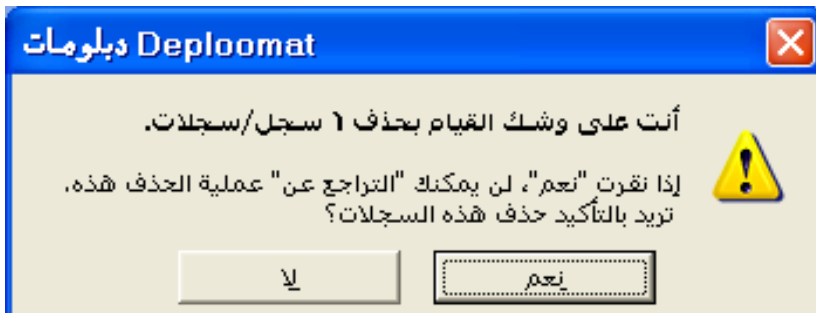 دبلومات Deploomat
أنت على وشك القيام بحذف ١ سجل/سجلات.
إذا نقرت "نعم"، لن يمكنك "التراجع عن" عملية الحذف هذه.
تريد بالتأكيد حذف هذه السجلات؟
نعم
لا